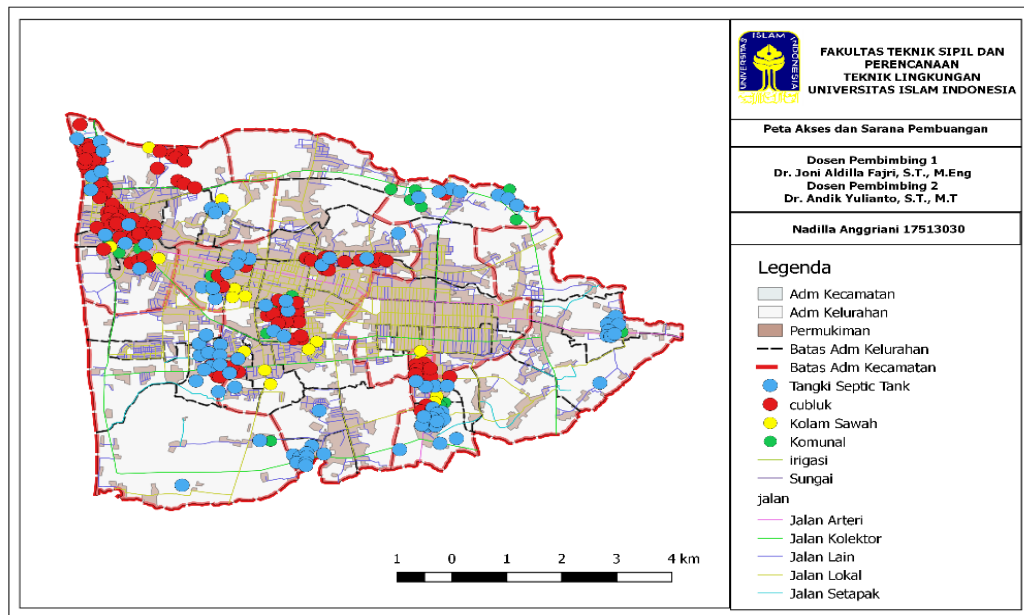 UNIVERSITAS ISLAM INDONESIA
FAKULTAS TEKNIK SIPIL DAN
PERENCANAAN
TEKNIK LINGKUNGAN
UNIVERSITAS ISLAM INDONESIA
Peta Akses dan Sarana Pembuangan
Dosen Pembimbing 1
Dr. Joni Aldilla Fajri, S.T., M.Eng
Dosen Pembimbing 2
Dr. Andik Yulianto, S.T., M.T
Nadilla Anggriani 17513030
Legenda
Adm Kecamatan
Adm Kelurahan
Permukiman
Batas Adm Kelurahan
Batas Adm Kecamatan
Tangki Septic Tank
cubluk
Kolam Sawah
Komunal
irigasi
Sungai
jalan
Jalan Arteri
Jalan Kolektor
Jalan Lain
Jalan Lokal
Jalan Setapak
1 0 1 2 3 4 km